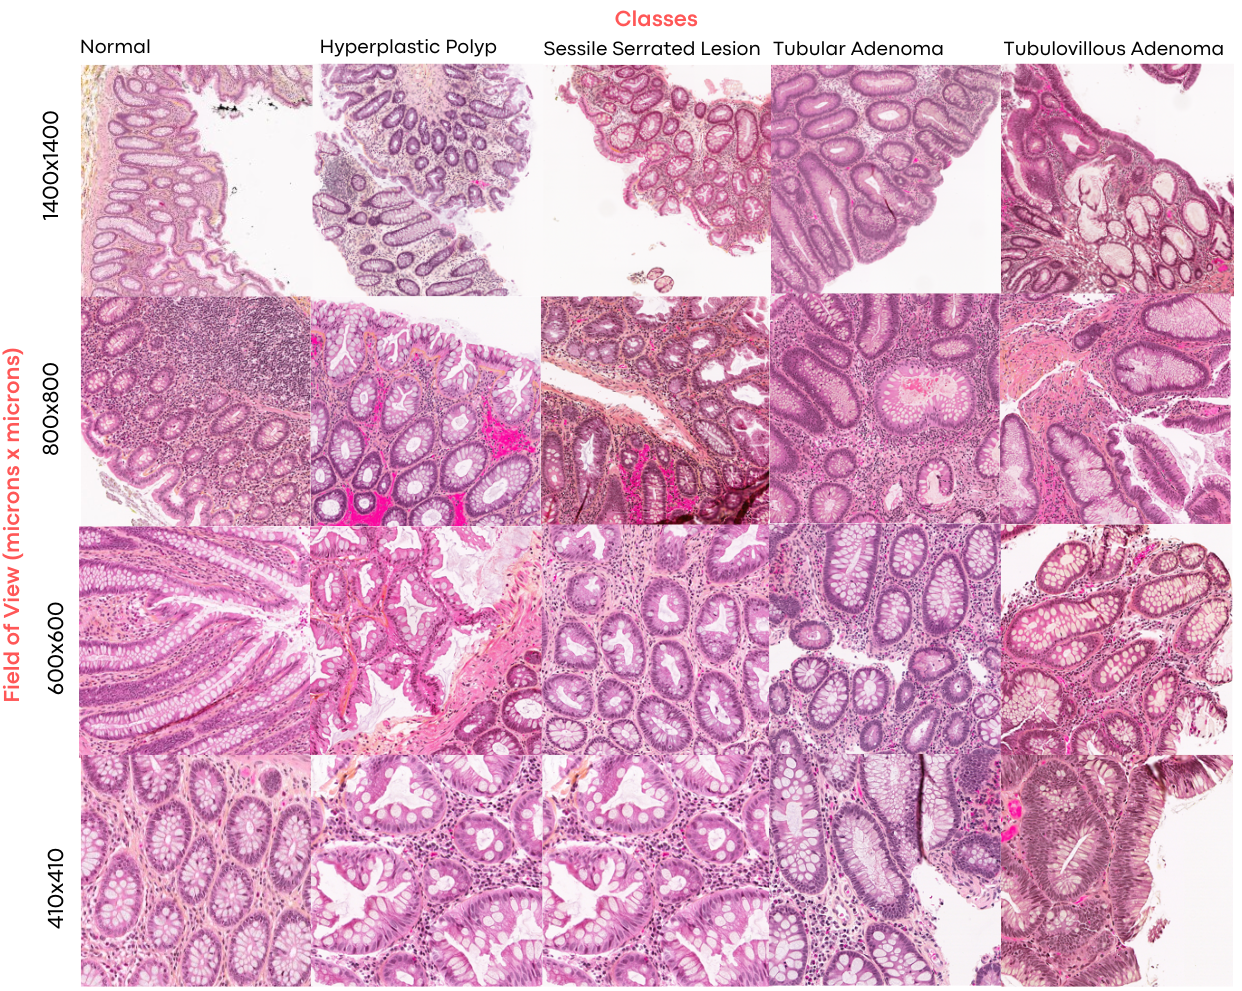 Classes
Normal
Hyperplastic Polyp
Sessile Serrated Lesion
Tubular Adenoma
Tubulovillous Adenoma
Field of View (microns x microns)
1400x1400
800x800
600x600
410x410